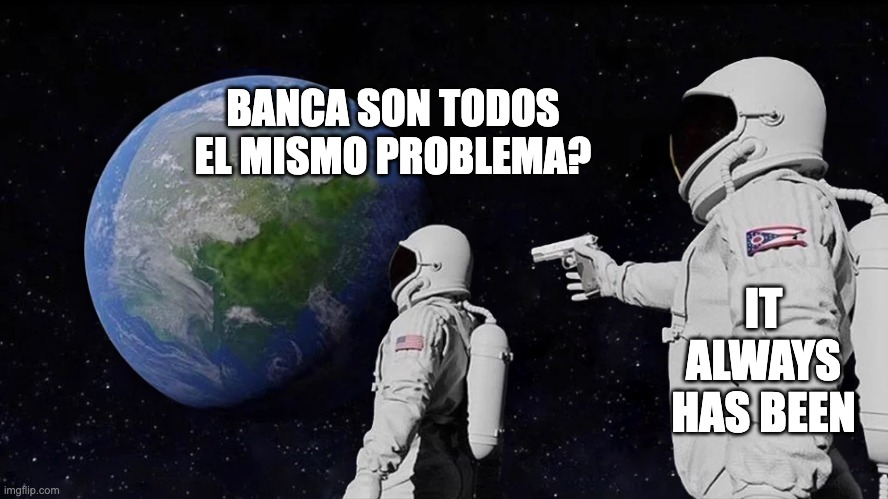 BANCA SON TODOS
EL MISMO PROBLEMA?
IT
ALWAYS
HAS BEEN
imgflip.com